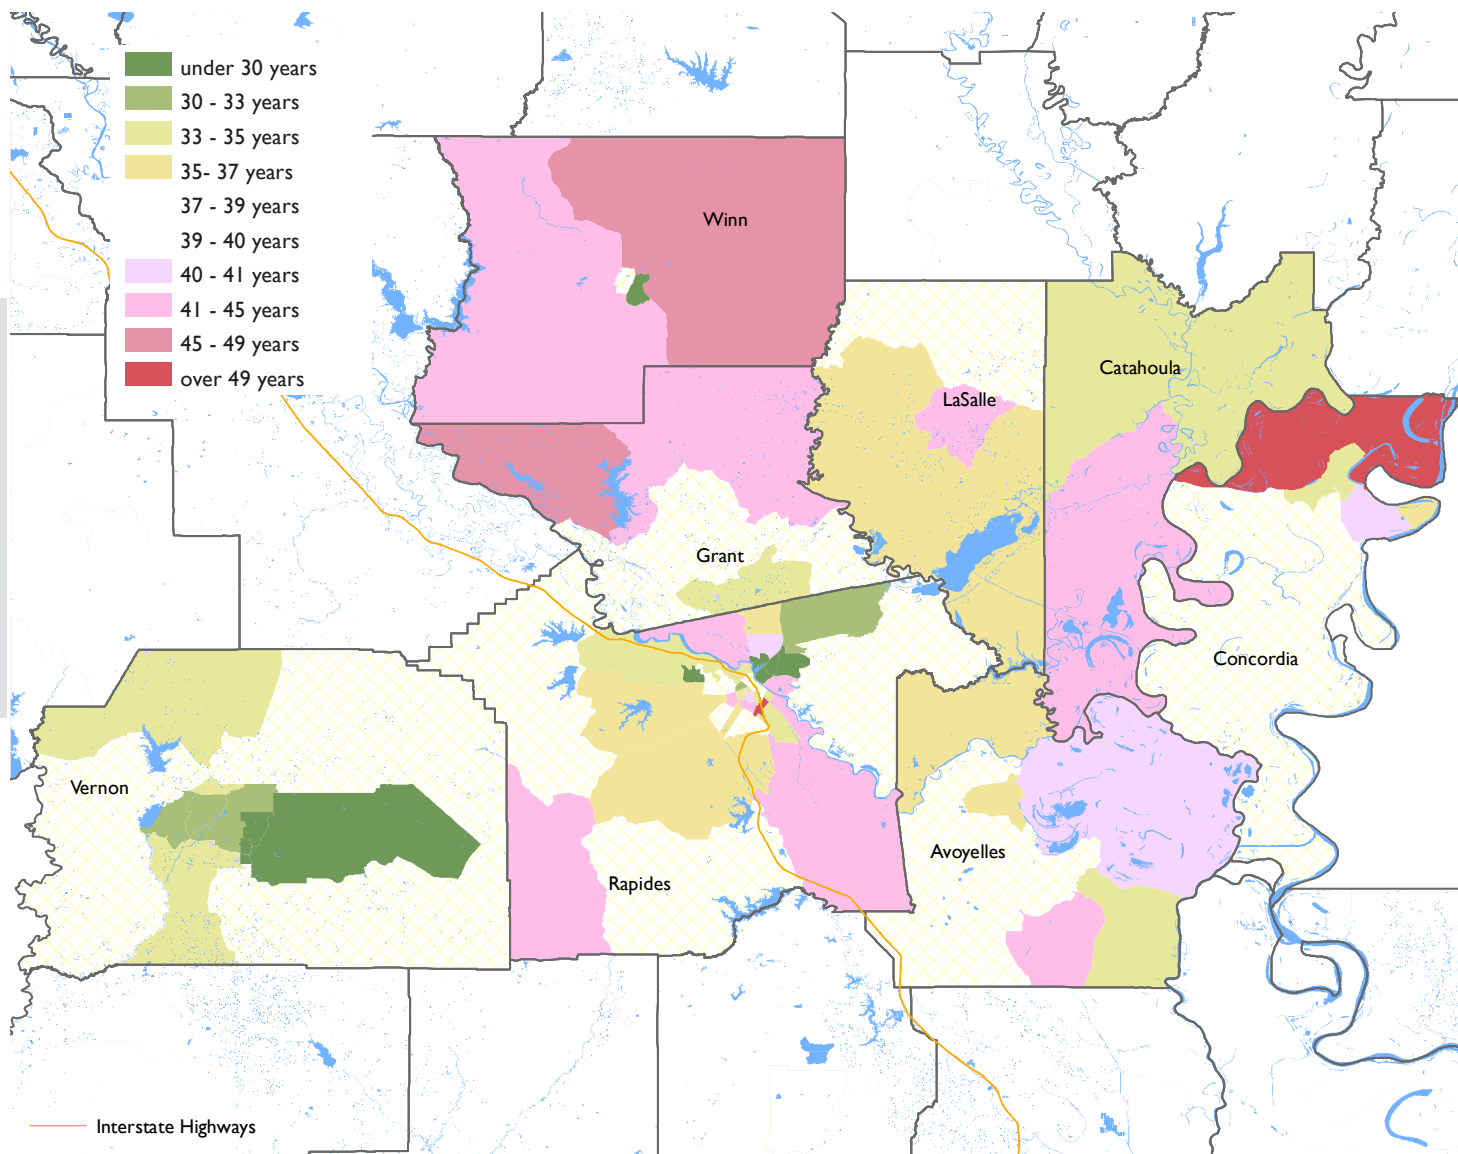 under 30 years
30 - 33 years
33 - 35 years
35- 37 years
37 - 39 years
39 - 40 years
40 - 41 years
41 - 45 years
45 - 49 years
over 49 years
Winn
Catahoula
LaSalle
Grant
Concordia
Vernon
Avoyelles
Rapides
Interstate Highways